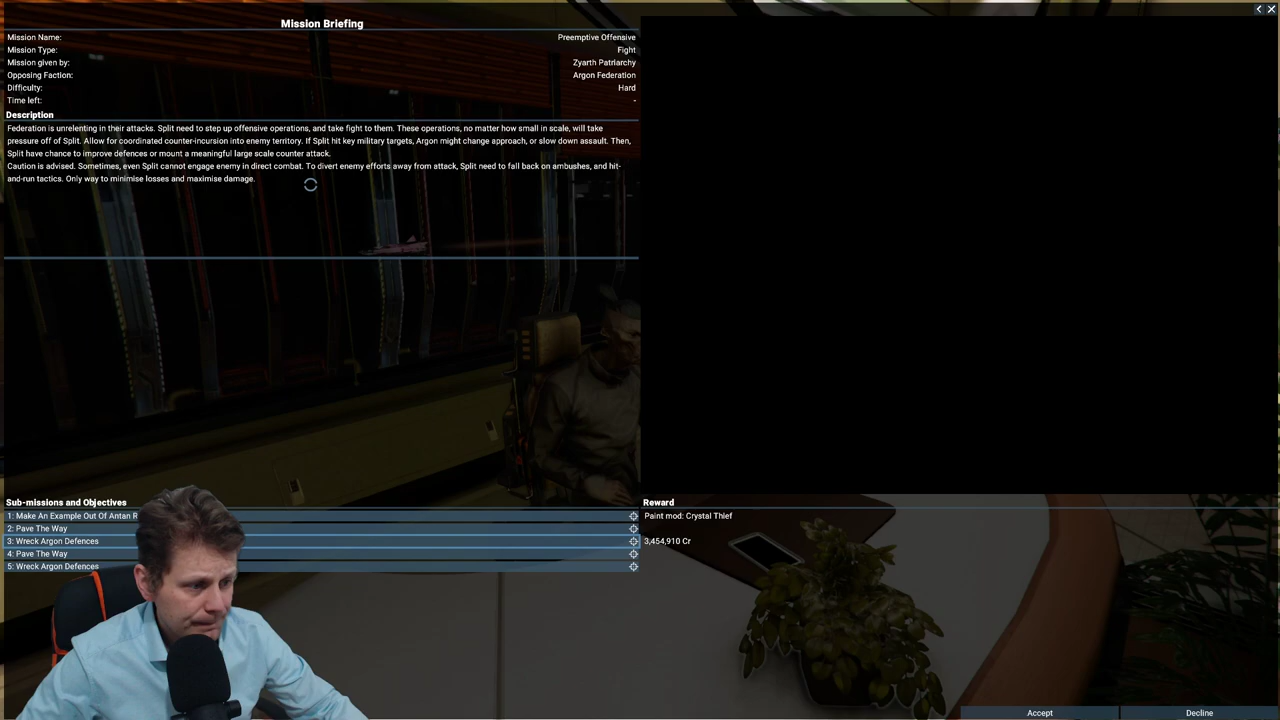 Mission Briefing
Mission Name: Preemptive Offensive
Mission Type: Fight
Mission given by: Zyarth Patriarchy
Opposing Faction: Argon Federation
Difficulty: Hard
Time left: -
Description
Federation is unrelenting in their attacks. Split need to step up offensive operations, and take fight to them. These operations, no matter how small in scale, will take
pressure off of Split. Allow for coordinated counter-incursion into enemy territory. If Split hit key military targets, Argon might change approach, or slow down assault. Then,
Split have chance to improve defences or mount a meaningful large scale counter attack.
Caution is advised. Sometimes, even Split cannot engage enemy in direct combat. To divert enemy efforts away from attack, Split need to fall back on ambushes, and hit-
and-run tactics. Only way to minimise losses and maximise damage.
Sub-missions and Objectives
1: Make An Example Out Of Antan
2: Pave The Way
3: Wreck Argon Defences
4: Pave The Way
5: Wreck Argon Defences
Reward
Paint mod: Crystal Thief
3,454,910 Cr
Accept
Decline